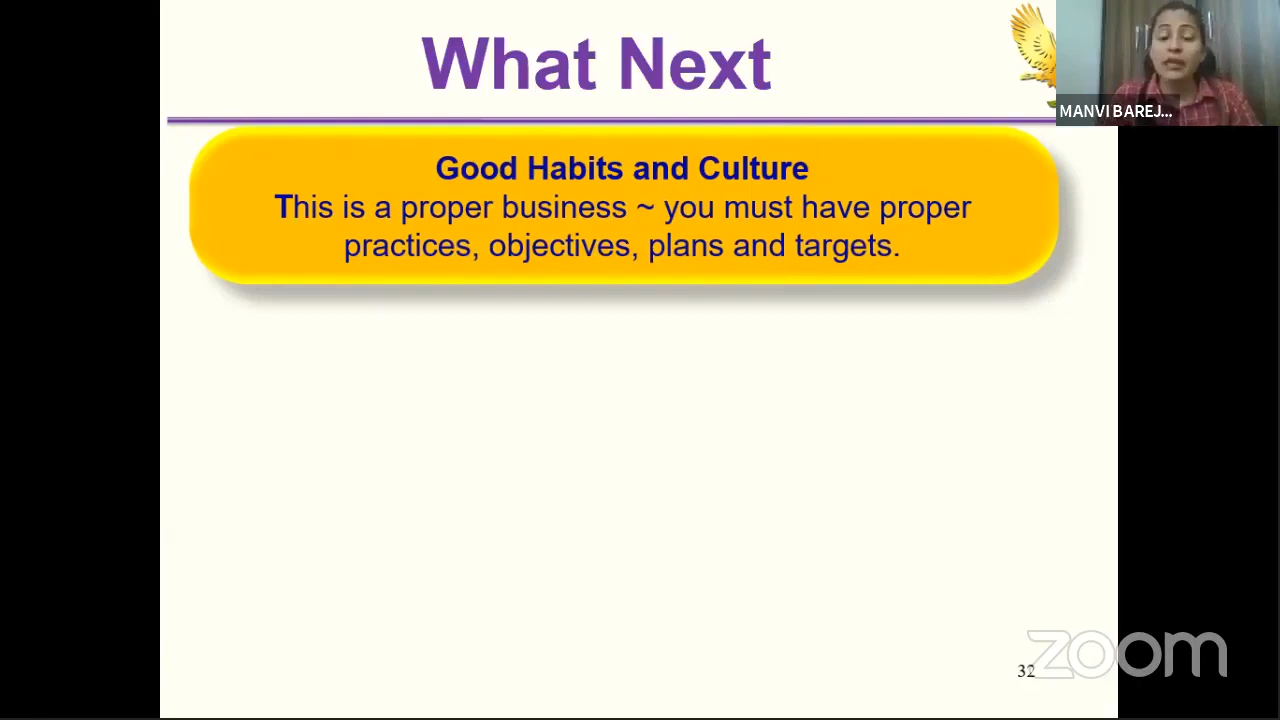 What Next
MANVI BAREJ...
Good Habits and Culture
This is a proper business ~ you must have proper
practices, objectives, plans and targets.
32
zoom